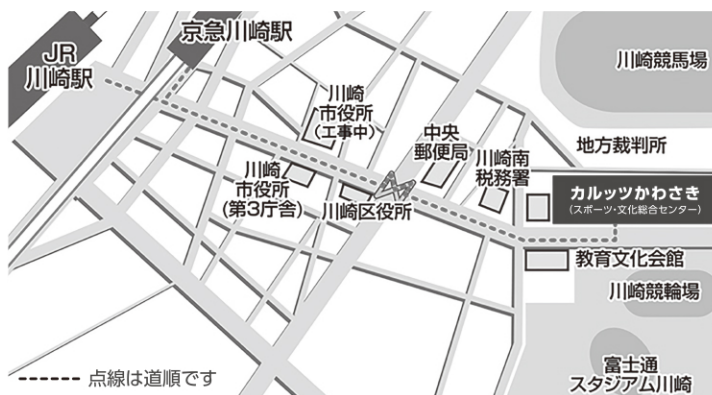 京急川崎駅
JR
川崎駅
川崎競馬場
川崎
市役所
(工事中)
中央
郵便局
地方裁判所
川崎南
税務署
川崎
市役所
(第3庁舎)
川崎区役所
カルッツかわさき
(スポーツ・文化総合センター)
教育文化会館
川崎競輪場
富士通
スタジアム川崎
点線は道順です